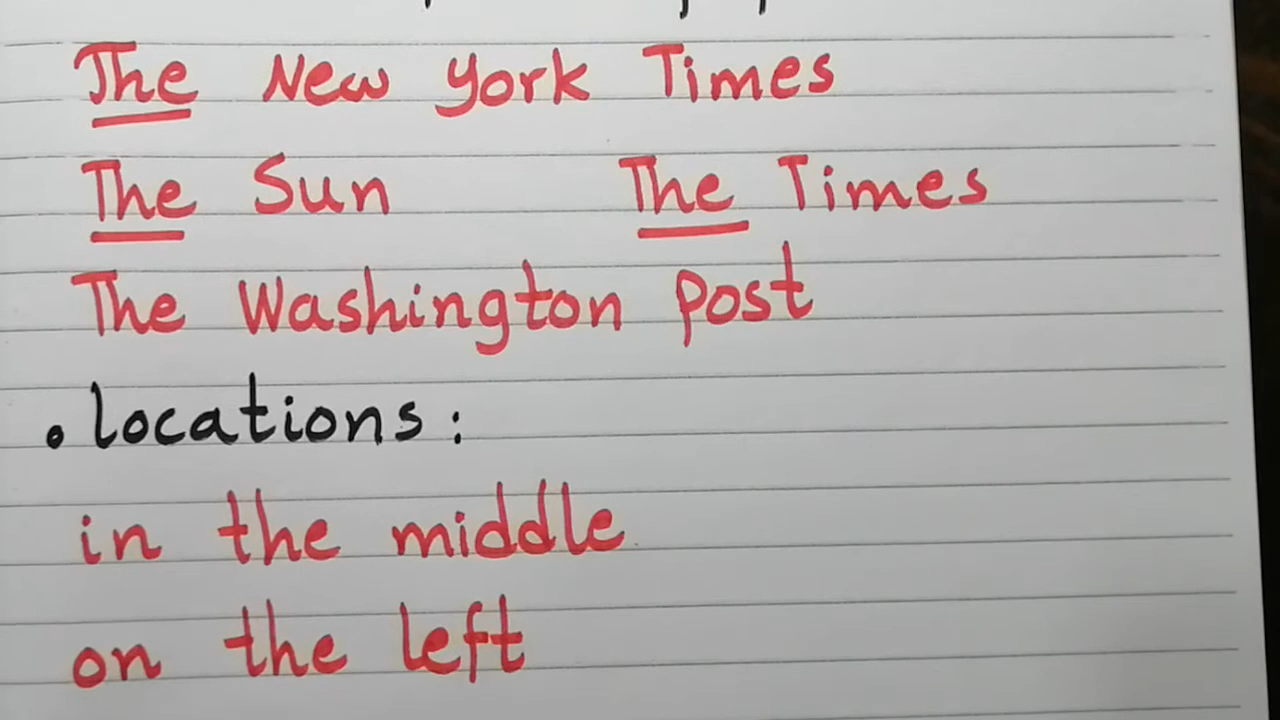 The New York Times
The Sun The Times
The Washington post
. locations :
in the middle
on the left